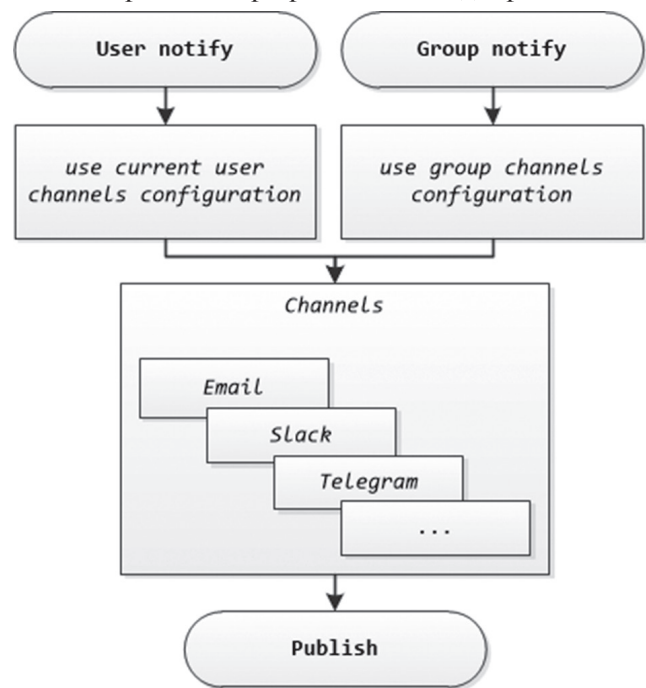 User notify
Group notify
use current user
channels configuration
use group channels
configuration
Channels
Email
Slack
Telegram
...
Publish